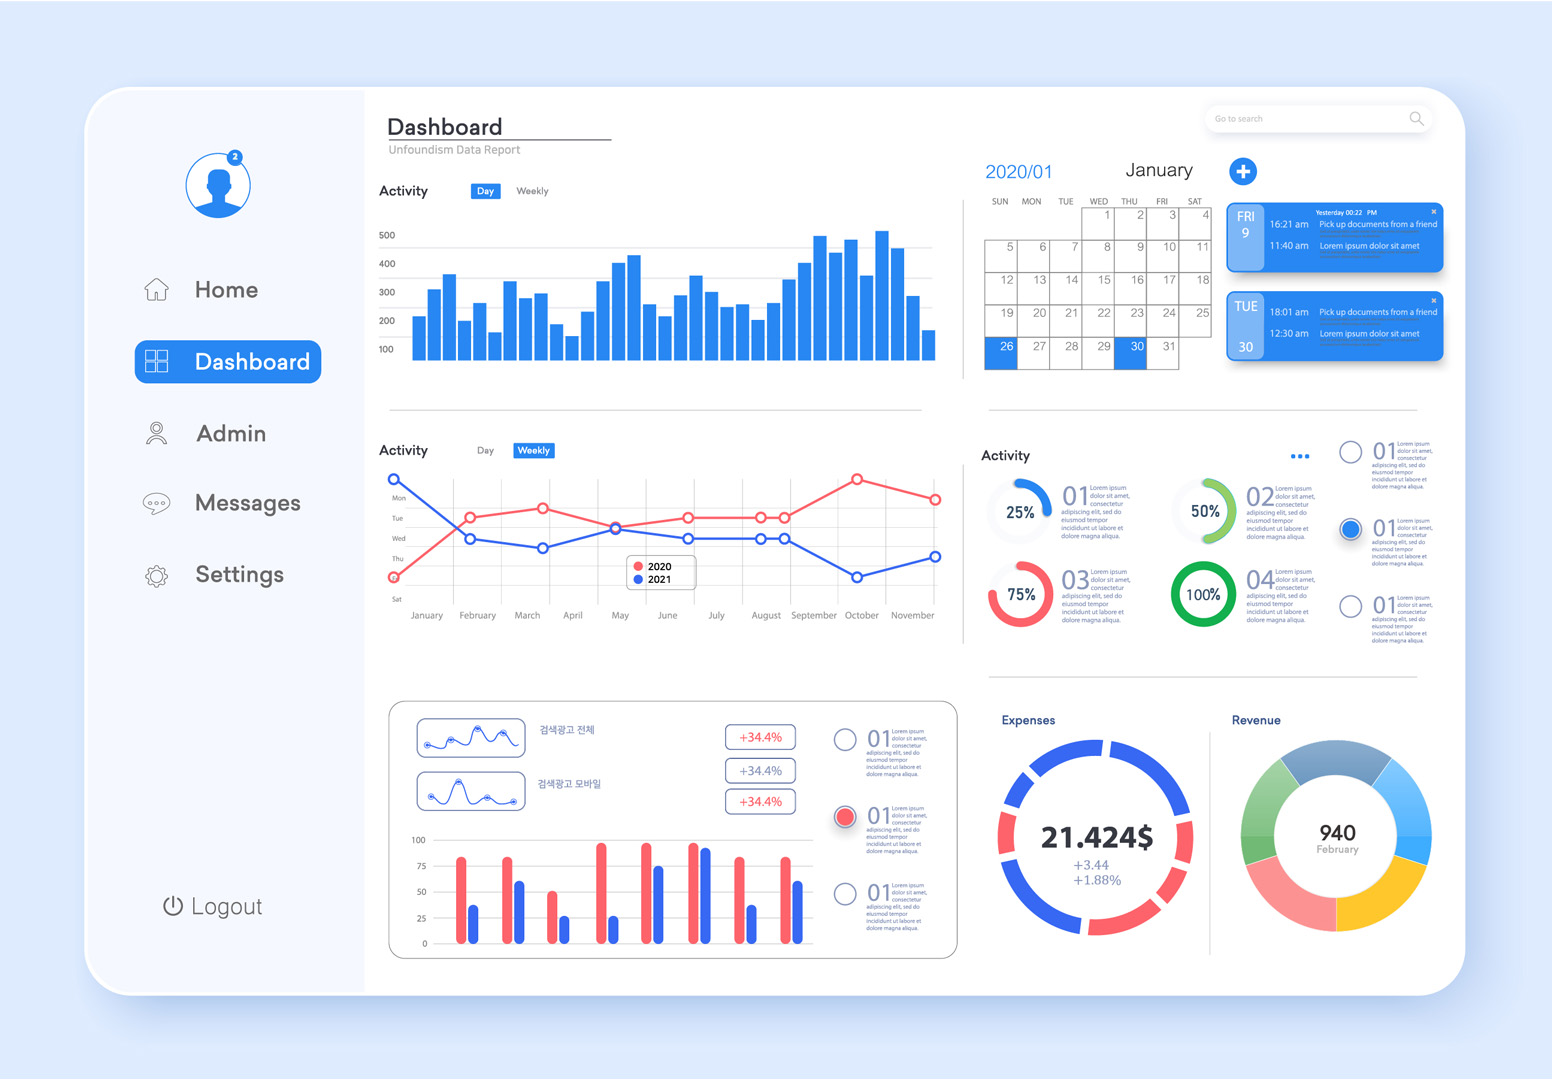 2
Home
Dashboard
Admin
Messages
Settings
Logout
Dashboard
Unfoundism Data Report
Go to search
Activity
Day
Weekly
500
400
300
200
100
2020/01
January
SUN MON TUE WED THU FRI SAT
1 2 3 4
5 6 7 8 9 10 11
12 13 14 15 16 17 18
19 20 21 22 23 24 25
26 27 28 29 30 31
FRI
9
Yesterday 00:22 PM
16:21 am Pick up documents from a friend
11:40 am Lorem ipsum dolor sit amet
TUE
30
18:01 am Pick up documents from a friend
12:30 am Lorem ipsum dolor sit amet
Activity
Day
Weekly
Mon
Tue
Wed
Thu
Sat
2020
2021
January February March April May June July August September October November
Activity
25%
01
Lorem ipsum
dolor sit amet,
consectetur
adipiscing elit, sed do
eiusmod tempor
incididunt ut labore et
dolore magna aliqua.
50%
02
Lorem ipsum
dolor sit amet,
consectetur
adipiscing elit, sed do
eiusmod tempor
incididunt ut labore et
dolore magna aliqua.
75%
03
Lorem ipsum
dolor sit amet,
consectetur
adipiscing elit, sed do
eiusmod tempor
incididunt ut labore et
dolore magna aliqua.
100%
04
Lorem ipsum
dolor sit amet,
consectetur
adipiscing elit, sed do
eiusmod tempor
incididunt ut labore et
dolore magna aliqua.
01
Lorem ipsum
dolor sit amet,
consectetur
adipiscing elit, sed do
eiusmod tempor
incididunt ut labore et
dolore magna aliqua.
01
Lorem ipsum
dolor sit amet,
consectetur
adipiscing elit, sed do
eiusmod tempor
incididunt ut labore et
dolore magna aliqua.
01
Lorem ipsum
dolor sit amet,
consectetur
adipiscing elit, sed do
eiusmod tempor
incididunt ut labore et
dolore magna aliqua.
검색광고 전체
검색광고 모바일
+34.4%
+34.4%
+34.4%
100
75
50
25
0
01
Lorem ipsum
dolor sit amet,
consectetur
adipiscing elit, sed do
eiusmod tempor
incididunt ut labore et
dolore magna aliqua.
01
Lorem ipsum
dolor sit amet,
consectetur
adipiscing elit, sed do
eiusmod tempor
incididunt ut labore et
dolore magna aliqua.
01
Lorem ipsum
dolor sit amet,
consectetur
adipiscing elit, sed do
eiusmod tempor
incididunt ut labore et
dolore magna aliqua.
Expenses
21.424$
+3.44
+1.88%
Revenue
940
February